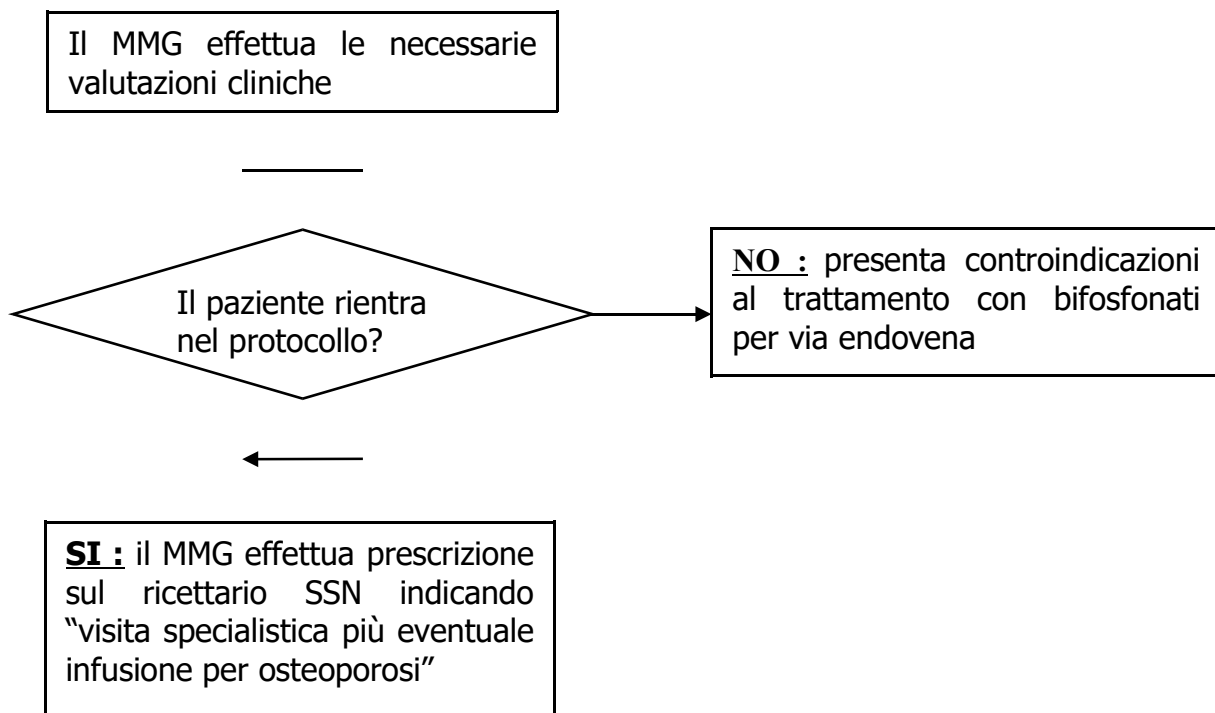 Il MMG effettua le necessarie
valutazioni cliniche
Il paziente rientra
nel protocollo?
NO : presenta controindicazioni
al trattamento con bifosfonati
per via endovena
SI : il MMG effettua prescrizione
sul ricettario SSN indicando
“visita specialistica più eventuale
infusione per osteoporosi”